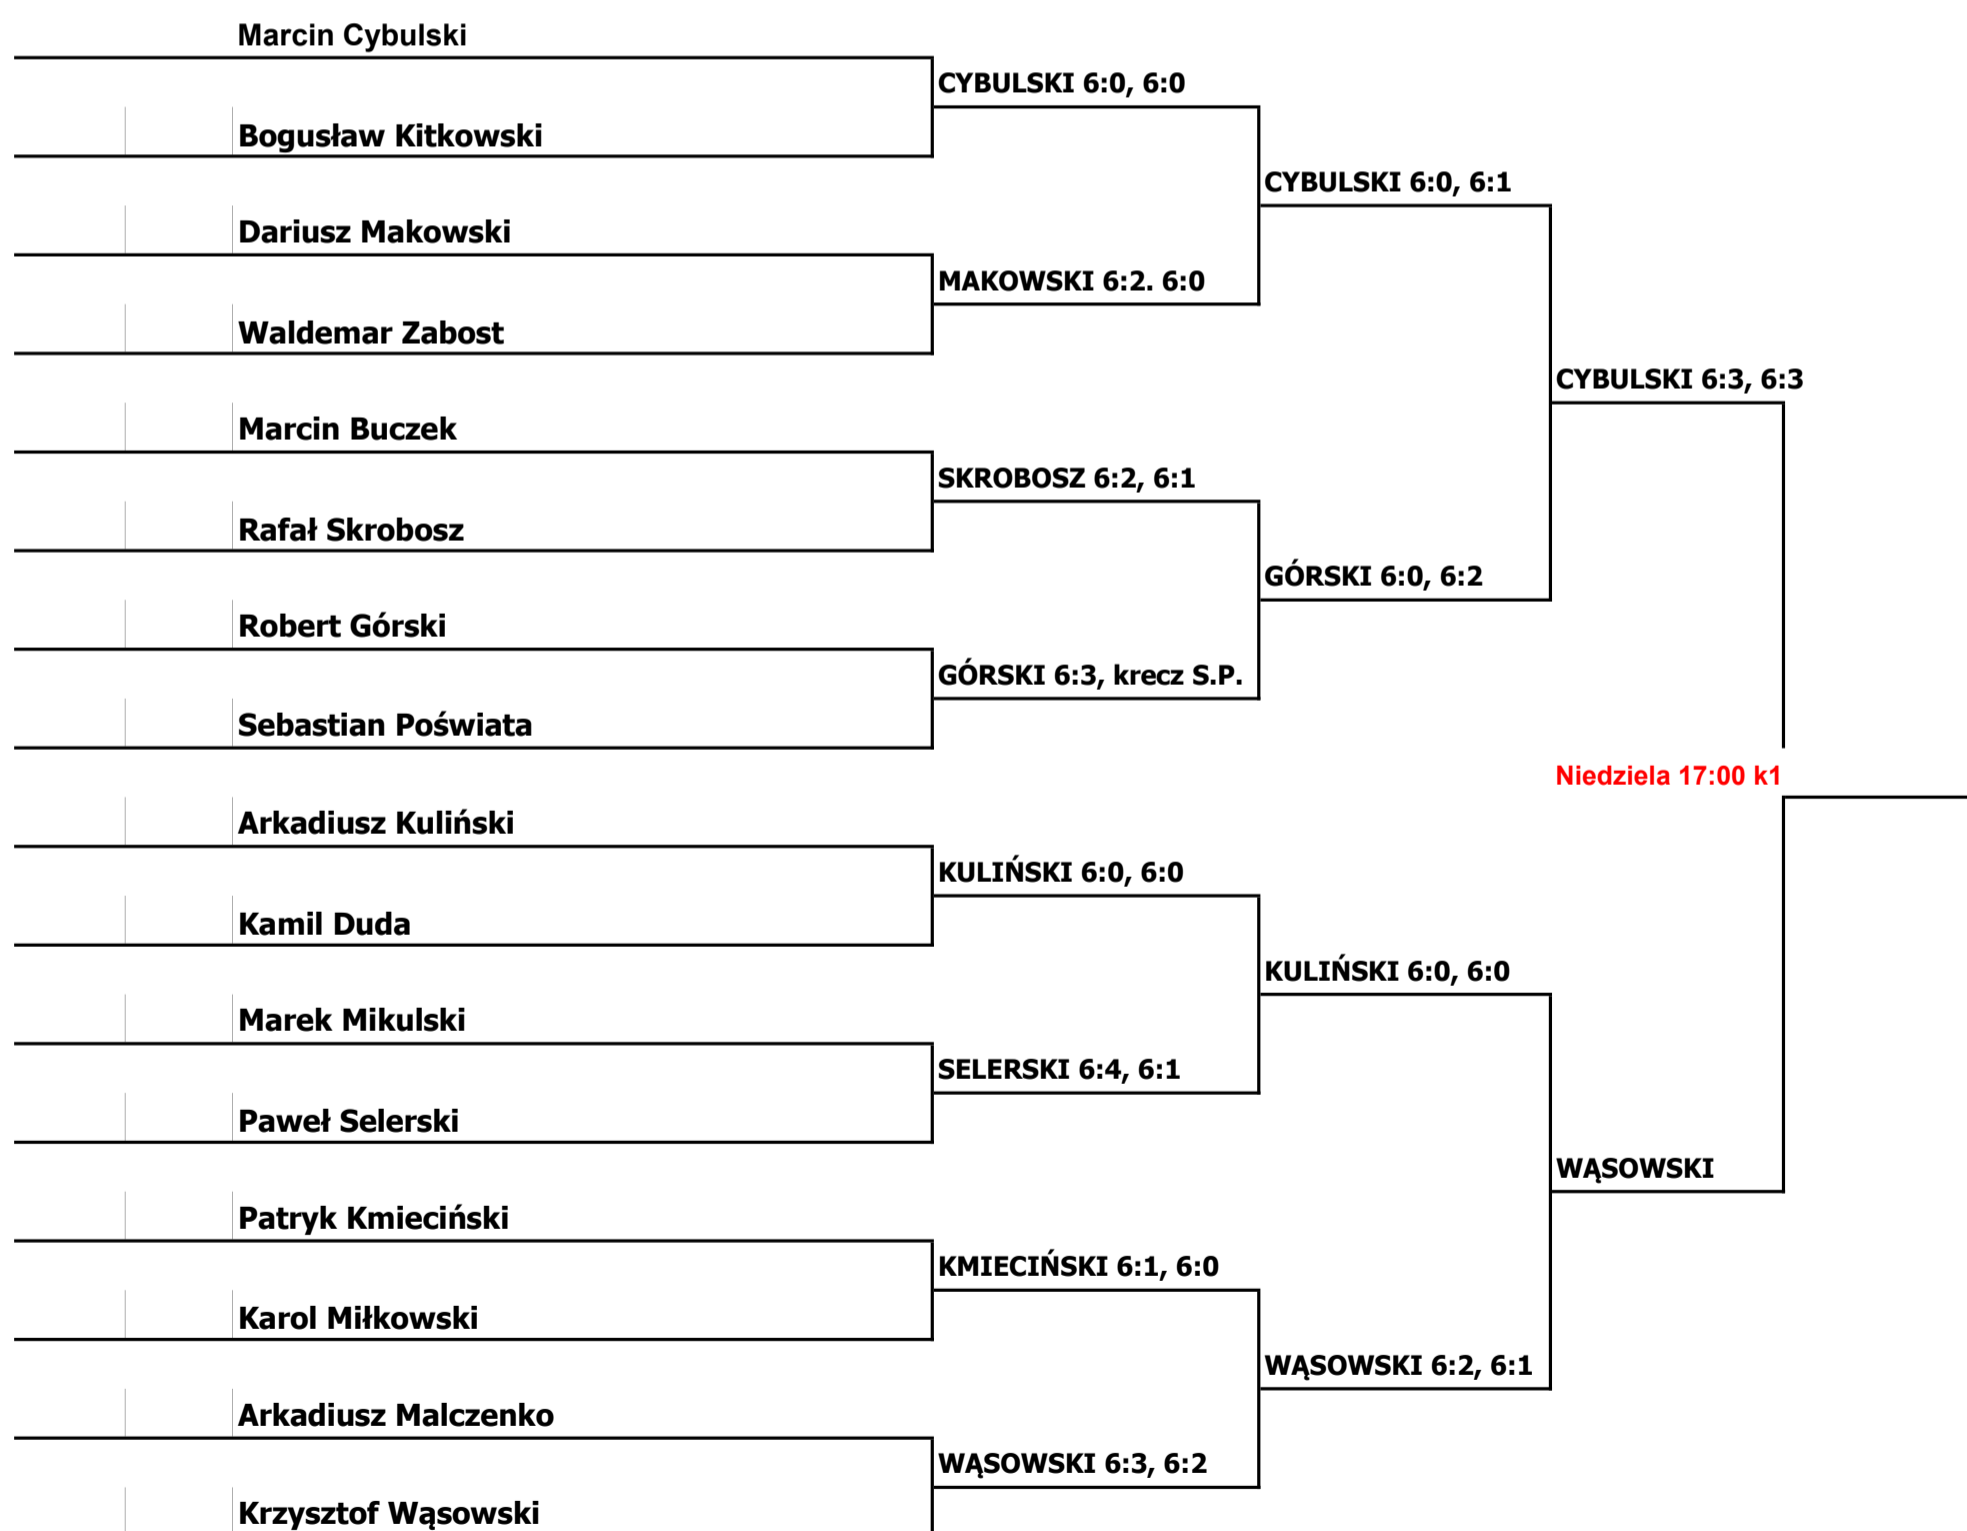 Marcin Cybulski
CYBULSKI 6:0, 6:0
Bogusław Kitkowski
CYBULSKI 6:0, 6:1
Dariusz Makowski
MAKOWSKI 6:2. 6:0
Waldemar Zabost
CYBULSKI 6:3, 6:3
Marcin Buczek
SKROBOSZ 6:2, 6:1
Rafał Skrobosz
GÓRSKI 6:0, 6:2
Robert Górski
GÓRSKI 6:3, krecz S.P.
Sebastian Poświata
Niedziela 17:00 k1
Arkadiusz Kuliński
KULIŃSKI 6:0, 6:0
Kamil Duda
KULIŃSKI 6:0, 6:0
Marek Mikulski
SELERSKI 6:4, 6:1
Paweł Selerski
WĄSOWSKI
Patryk Kmieciński
KMIECIŃSKI 6:1, 6:0
Karol Miłkowski
WĄSOWSKI 6:2, 6:1
Arkadiusz Malczenko
WĄSOWSKI 6:3, 6:2
Krzysztof Wąsowski